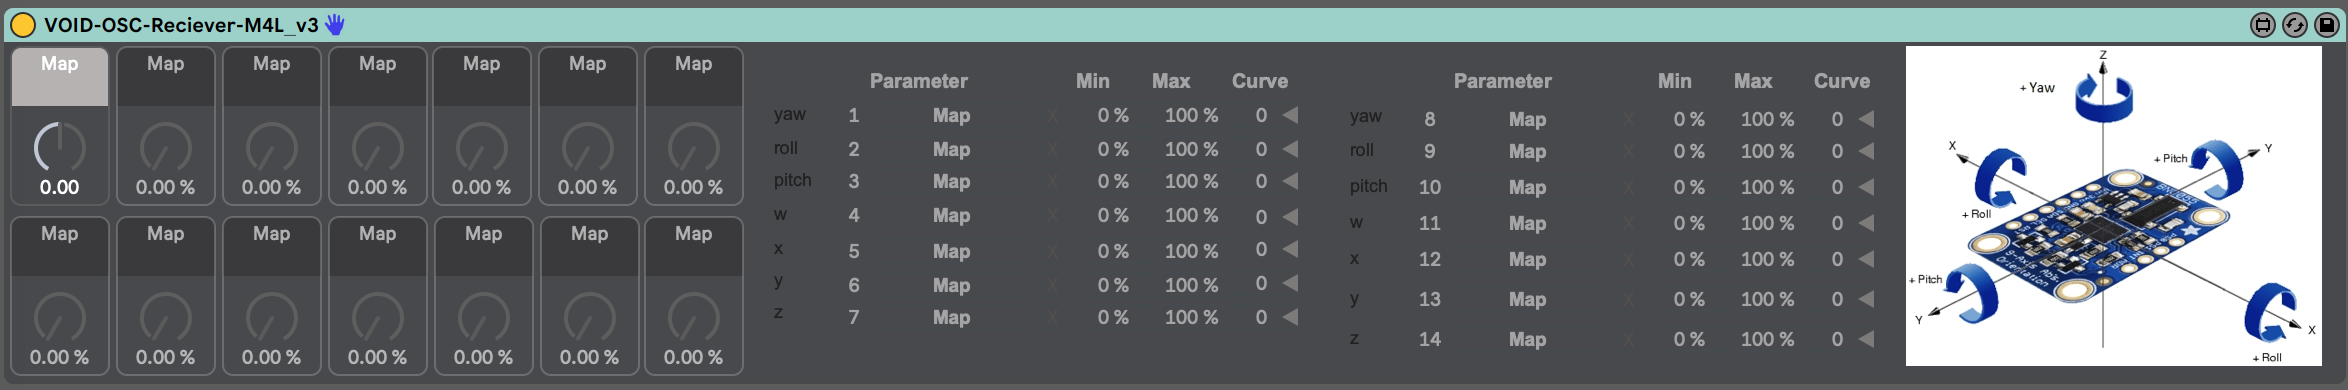 VOID-OSC-Reciever-M4L_v3
Map Map Map Map Map Map Map
0.00 0.00 % 0.00 % 0.00 % 0.00 % 0.00 % 0.00 %
Map Map Map Map Map Map Map
0.00 % 0.00 % 0.00 % 0.00 % 0.00 % 0.00 % 0.00 %
Parameter Min Max Curve
yaw 1 Map X 0 % 100 % 0
roll 2 Map X 0 % 100 % 0
pitch 3 Map X 0 % 100 % 0
w 4 Map X 0 % 100 % 0
x 5 Map X 0 % 100 % 0
y 6 Map X 0 % 100 % 0
z 7 Map X 0 % 100 % 0
Parameter Min Max Curve
yaw 8 Map X 0 % 100 % 0
roll 9 Map X 0 % 100 % 0
pitch 10 Map X 0 % 100 % 0
w 11 Map X 0 % 100 % 0
x 12 Map X 0 % 100 % 0
y 13 Map X 0 % 100 % 0
z 14 Map X 0 % 100 % 0
Z
+ Yaw
X
+ Pitch
Y
+ Roll
BNO055
9-Axis Abs.
Orientation
+ Pitch
Y
X
+ Roll